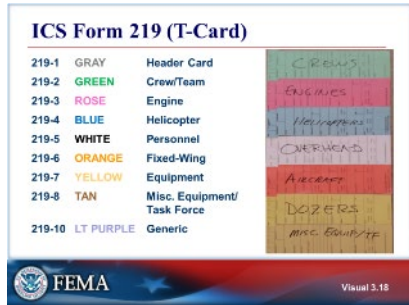 ICS Form 219 (T-Card)
219-1 GRAY Header Card
219-2 GREEN Crew/Team
219-3 ROSE Engine
219-4 BLUE Helicopter
219-5 WHITE Personnel
219-6 ORANGE Fixed-Wing
219-7 YELLOW Equipment
219-8 TAN Misc. Equipment/
Task Force
219-10 LT PURPLE Generic
CREWS
ENGINES
HELICOPTERS
OVERHEAD
AIRCRAFT
DOZERS
MISC EQUIP/TF
FEMA
Visual 3.18